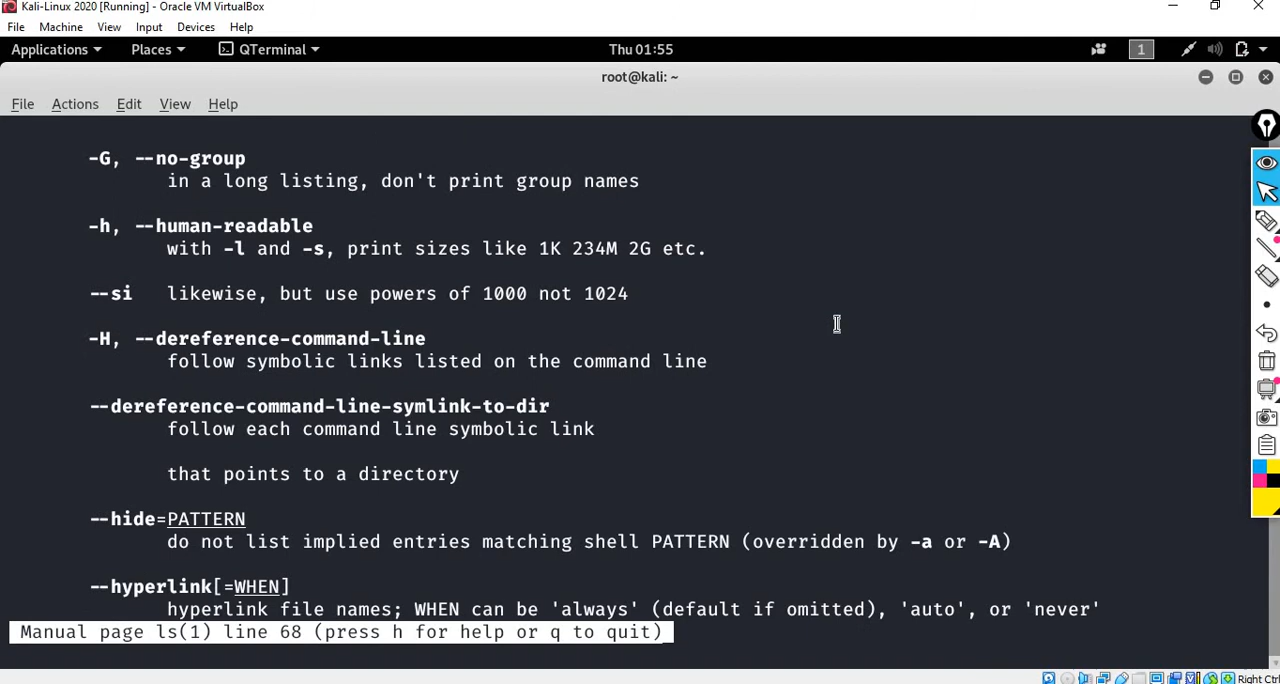 Kali-Linux 2020 [Running] - Oracle VM VirtualBox
File Machine View Input Devices Help
Applications Places QTerminal Thu 01:55 1
root@kali: ~
File Actions Edit View Help
-G, --no-group
in a long listing, don't print group names
-h, --human-readable
with -l and -s, print sizes like 1K 234M 2G etc.
--si likewise, but use powers of 1000 not 1024
-H, --dereference-command-line
follow symbolic links listed on the command line
--dereference-command-line-symlink-to-dir
follow each command line symbolic link
that points to a directory
--hide=PATTERN
do not list implied entries matching shell PATTERN (overridden by -a or -A)
--hyperlink[=WHEN]
hyperlink file names; WHEN can be 'always' (default if omitted), 'auto', or 'never'
Manual page ls(1) line 68 (press h for help or q to quit)
Right Ctrl